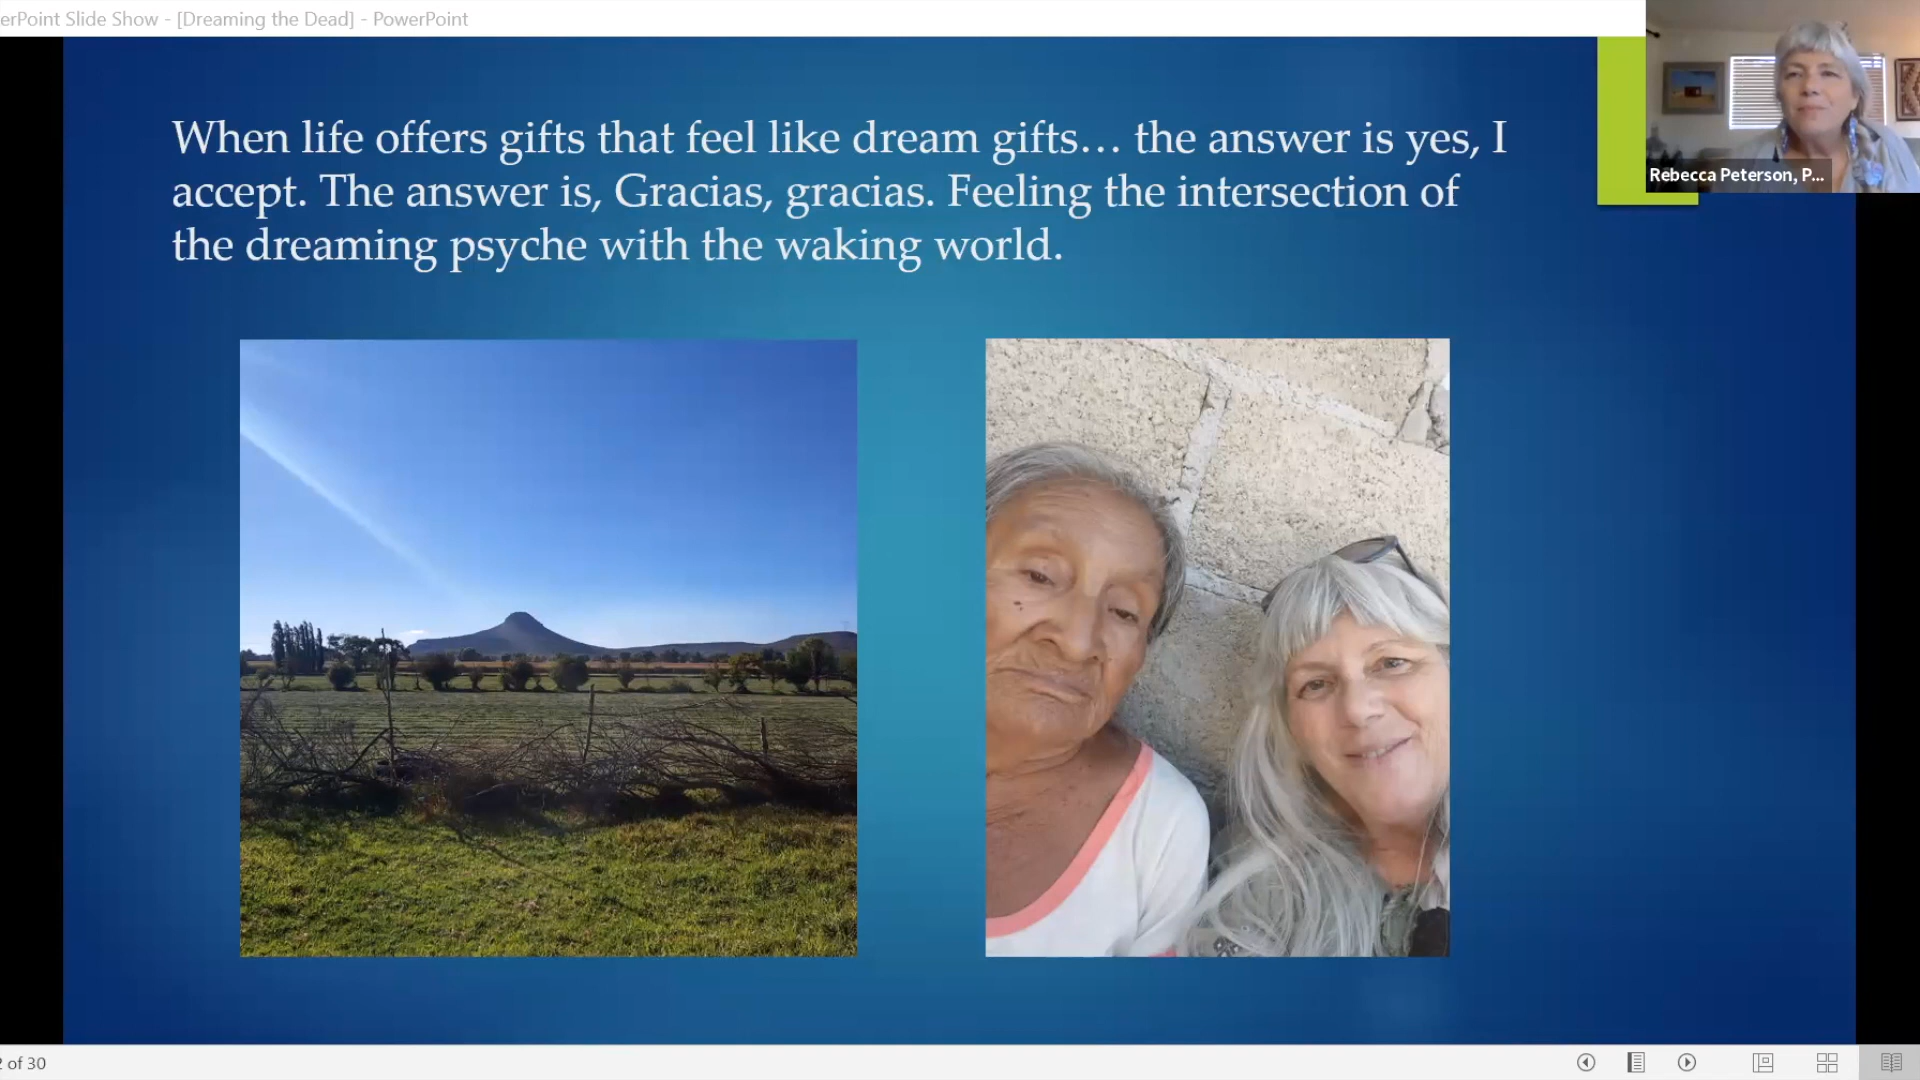 erPoint Slide Show - [Dreaming the Dead] - PowerPoint
When life offers gifts that feel like dream gifts… the answer is yes, I
accept. The answer is, Gracias, gracias. Feeling the intersection of
the dreaming psyche with the waking world.
Rebecca Peterson, P...
of 30